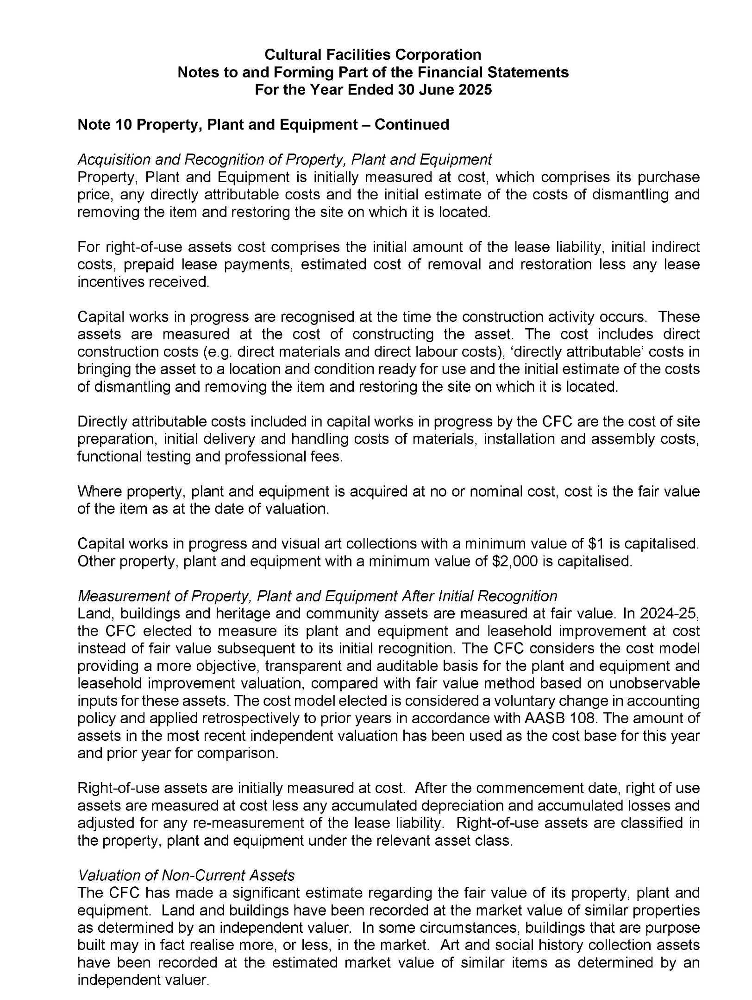 Cultural Facilities Corporation
Notes to and Forming Part of the Financial Statements
For the Year Ended 30 June 2025
Note 10 Property, Plant and Equipment – Continued
Acquisition and Recognition of Property, Plant and Equipment
Property, Plant and Equipment is initially measured at cost, which comprises its purchase
price, any directly attributable costs and the initial estimate of the costs of dismantling and
removing the item and restoring the site on which it is located.
For right-of-use assets cost comprises the initial amount of the lease liability, initial indirect
costs, prepaid lease payments, estimated cost of removal and restoration less any lease
incentives received.
Capital works in progress are recognised at the time the construction activity occurs.  These
assets are measured at the cost of constructing the asset. The cost includes direct
construction costs (e.g. direct materials and direct labour costs), ‘directly attributable’ costs in
bringing the asset to a location and condition ready for use and the initial estimate of the costs
of dismantling and removing the item and restoring the site on which it is located.
Directly attributable costs included in capital works in progress by the CFC are the cost of site
preparation, initial delivery and handling costs of materials, installation and assembly costs,
functional testing and professional fees.
Where property, plant and equipment is acquired at no or nominal cost, cost is the fair value
of the item as at the date of valuation.
Capital works in progress and visual art collections with a minimum value of $1 is capitalised.
Other property, plant and equipment with a minimum value of $2,000 is capitalised.
Measurement of Property, Plant and Equipment After Initial Recognition
Land, buildings and heritage and community assets are measured at fair value. In 2024-25,
the CFC elected to measure its plant and equipment and leasehold improvement at cost
instead of fair value subsequent to its initial recognition. The CFC considers the cost model
providing a more objective, transparent and auditable basis for the plant and equipment and
leasehold improvement valuation, compared with fair value method based on unobservable
inputs for these assets. The cost model elected is considered a voluntary change in accounting
policy and applied retrospectively to prior years in accordance with AASB 108. The amount of
assets in the most recent independent valuation has been used as the cost base for this year
and prior year for comparison.
Right-of-use assets are initially measured at cost.  After the commencement date, right of use
assets are measured at cost less any accumulated depreciation and accumulated losses and
adjusted for any re-measurement of the lease liability.  Right-of-use assets are classified in
the property, plant and equipment under the relevant asset class.
Valuation of Non-Current Assets
The CFC has made a significant estimate regarding the fair value of its property, plant and
equipment.  Land and buildings have been recorded at the market value of similar properties
as determined by an independent valuer.  In some circumstances, buildings that are purpose
built may in fact realise more, or less, in the market.  Art and social history collection assets
have been recorded at the estimated market value of similar items as determined by an
independent valuer.